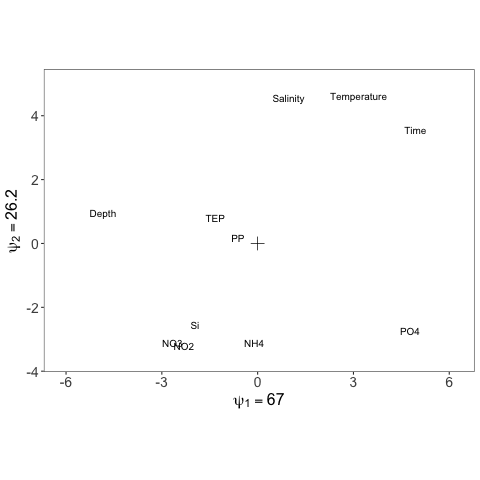 Salinity
Temperature
Time
Depth
TEP
PP
Si
NO3
NO2
NH4
PO4
4
2
0
-2
-4
-6
-3
0
3
6
ψ2 = 26.2
ψ1 = 67